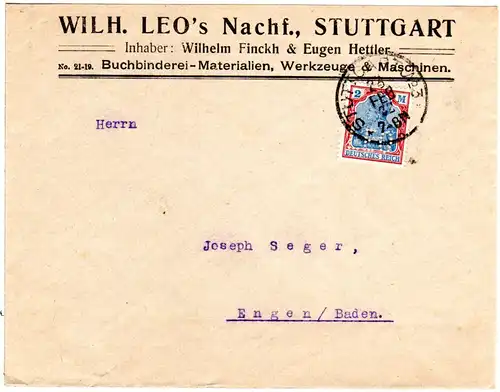 WILH. LEO's Nachf., STUTTGART
Inhaber: Wilhelm Finckh & Eugen Hettler
No. 21-19. Buchbinderei-Materialien, Werkzeuge & Maschinen.
2 M
DEUTSCHES REICH
Herrn
Joseph Seger,
Engen/Baden.